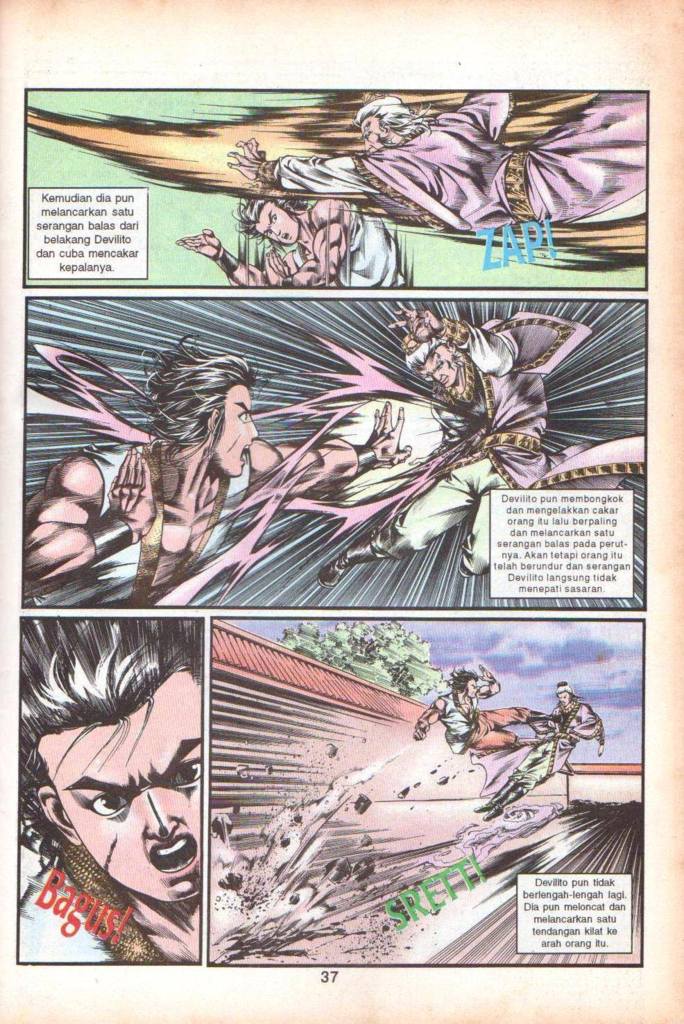 Kemudian dia pun
melancarkan satu
serangan balas dari
belakang Devilito
dan cuba mencakar
kepalanya.
ZAP!
Devilito pun membongkok
dan mengelakkan cakar
orang itu lalu berpaling
dan melancarkan satu
serangan balas pada perut-
nya. Akan tetapi orang itu
telah berundur dan serangan
Devilito langsung tidak
menepati sasaran.
Bagus!
SRETT!
Devilito pun tidak
berlengah-lengah lagi.
Dia pun meloncat dan
melancarkan satu
tendangan kilat ke
arah orang itu.
37